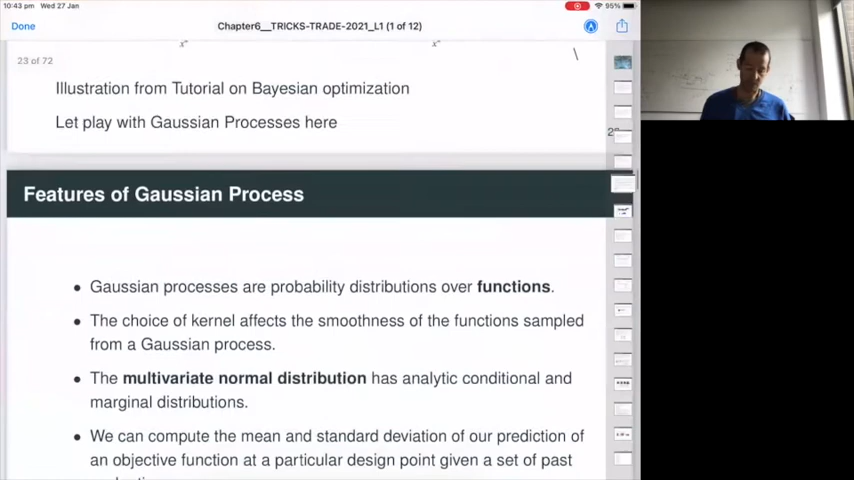 10:43 pm Wed 27 Jan
95%
Done
Chapter6__TRICKS-TRADE-2021_L1 (1 of 12)
x*
x*
23 of 72
Illustration from Tutorial on Bayesian optimization
Let play with Gaussian Processes here
Features of Gaussian Process
• Gaussian processes are probability distributions over functions.
• The choice of kernel affects the smoothness of the functions sampled
from a Gaussian process.
• The multivariate normal distribution has analytic conditional and
marginal distributions.
• We can compute the mean and standard deviation of our prediction of
an objective function at a particular design point given a set of past